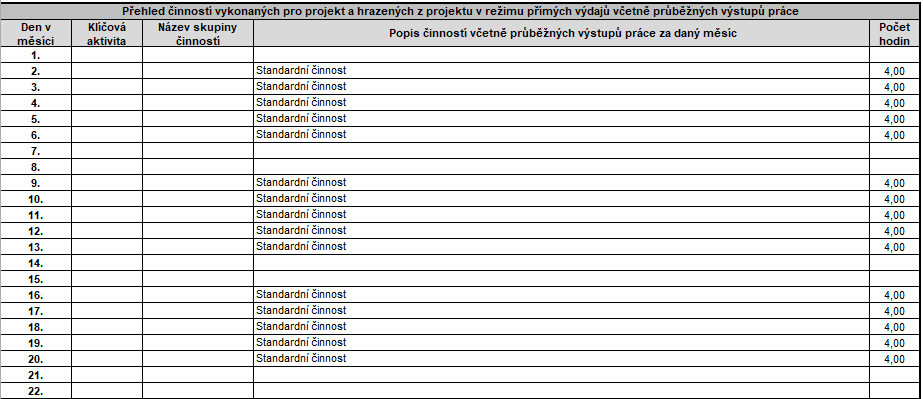 Přehled činností vykonaných pro projekt a hrazených z projektu v režimu přímých výdajů včetně průběžných výstupů práce
Den v měsíci Klíčová aktivita Název skupiny činností Popis činností včetně průběžných výstupů práce za daný měsíc Počet hodin
1.
2. Standardní činnost 4,00
3. Standardní činnost 4,00
4. Standardní činnost 4,00
5. Standardní činnost 4,00
6. Standardní činnost 4,00
7.
8.
9. Standardní činnost 4,00
10. Standardní činnost 4,00
11. Standardní činnost 4,00
12. Standardní činnost 4,00
13. Standardní činnost 4,00
14.
15.
16. Standardní činnost 4,00
17. Standardní činnost 4,00
18. Standardní činnost 4,00
19. Standardní činnost 4,00
20. Standardní činnost 4,00
21.
22.